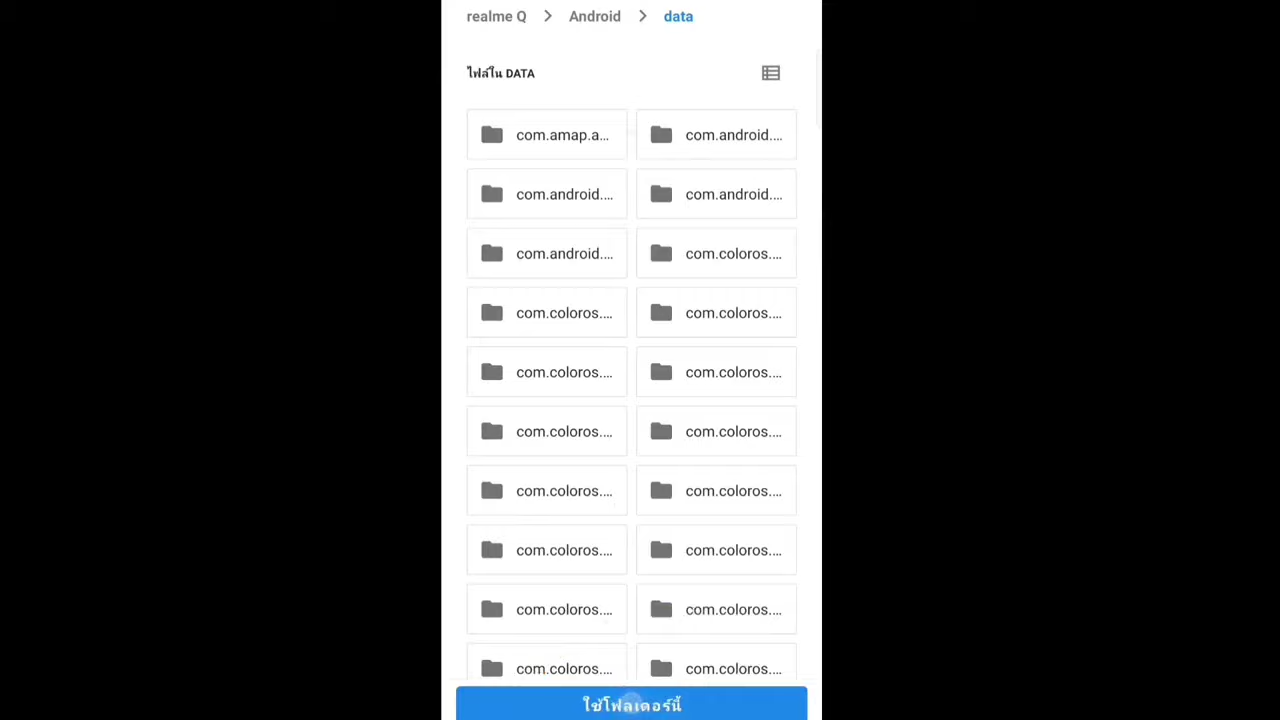 realme Q > Android > data
ไฟล์ใน DATA
com.amap.a... com.android....
com.android.... com.android....
com.android.... com.coloros....
com.coloros.... com.coloros....
com.coloros.... com.coloros....
com.coloros.... com.coloros....
com.coloros.... com.coloros....
com.coloros.... com.coloros....
com.coloros.... com.coloros....
com.coloros.... com.coloros....
ใช้โฟลเดอร์นี้